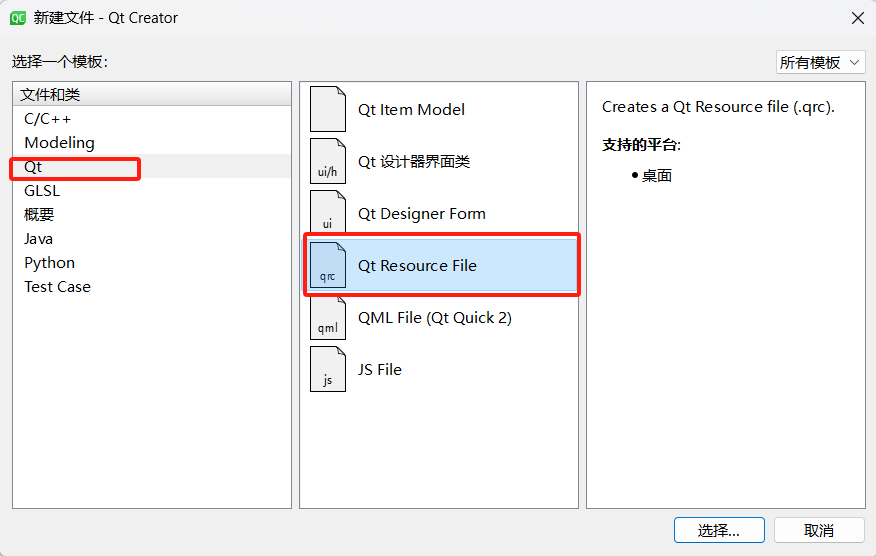 QC 新建文件 - Qt Creator
选择一个模板：
所有模板
文件和类
C/C++
Modeling
Qt
GLSL
概要
Java
Python
Test Case
Qt Item Model
ui/h Qt 设计器界面类
ui Qt Designer Form
qrc Qt Resource File
qml QML File (Qt Quick 2)
js JS File
Creates a Qt Resource file (.qrc).
支持的平台:
• 桌面
选择...
取消